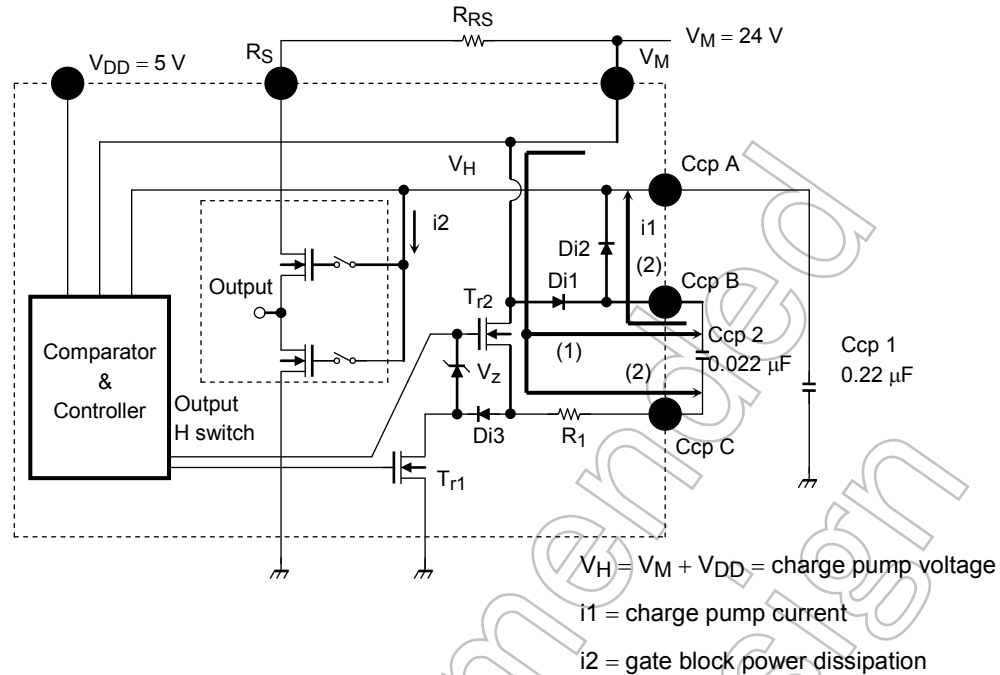 R_RS
V_M = 24 V
V_DD = 5 V
R_S
V_M
V_H
Ccp A
i2
i1
Di2
(2)
Di1
Ccp B
Output
T_r2
Comparator
&
Controller
(1)
Ccp 2
0.022 μF
Ccp 1
0.22 μF
V_Z
(2)
Output
H switch
Di3
R_1
Ccp C
T_r1
V_H = V_M + V_DD = charge pump voltage
i1 = charge pump current
i2 = gate block power dissipation